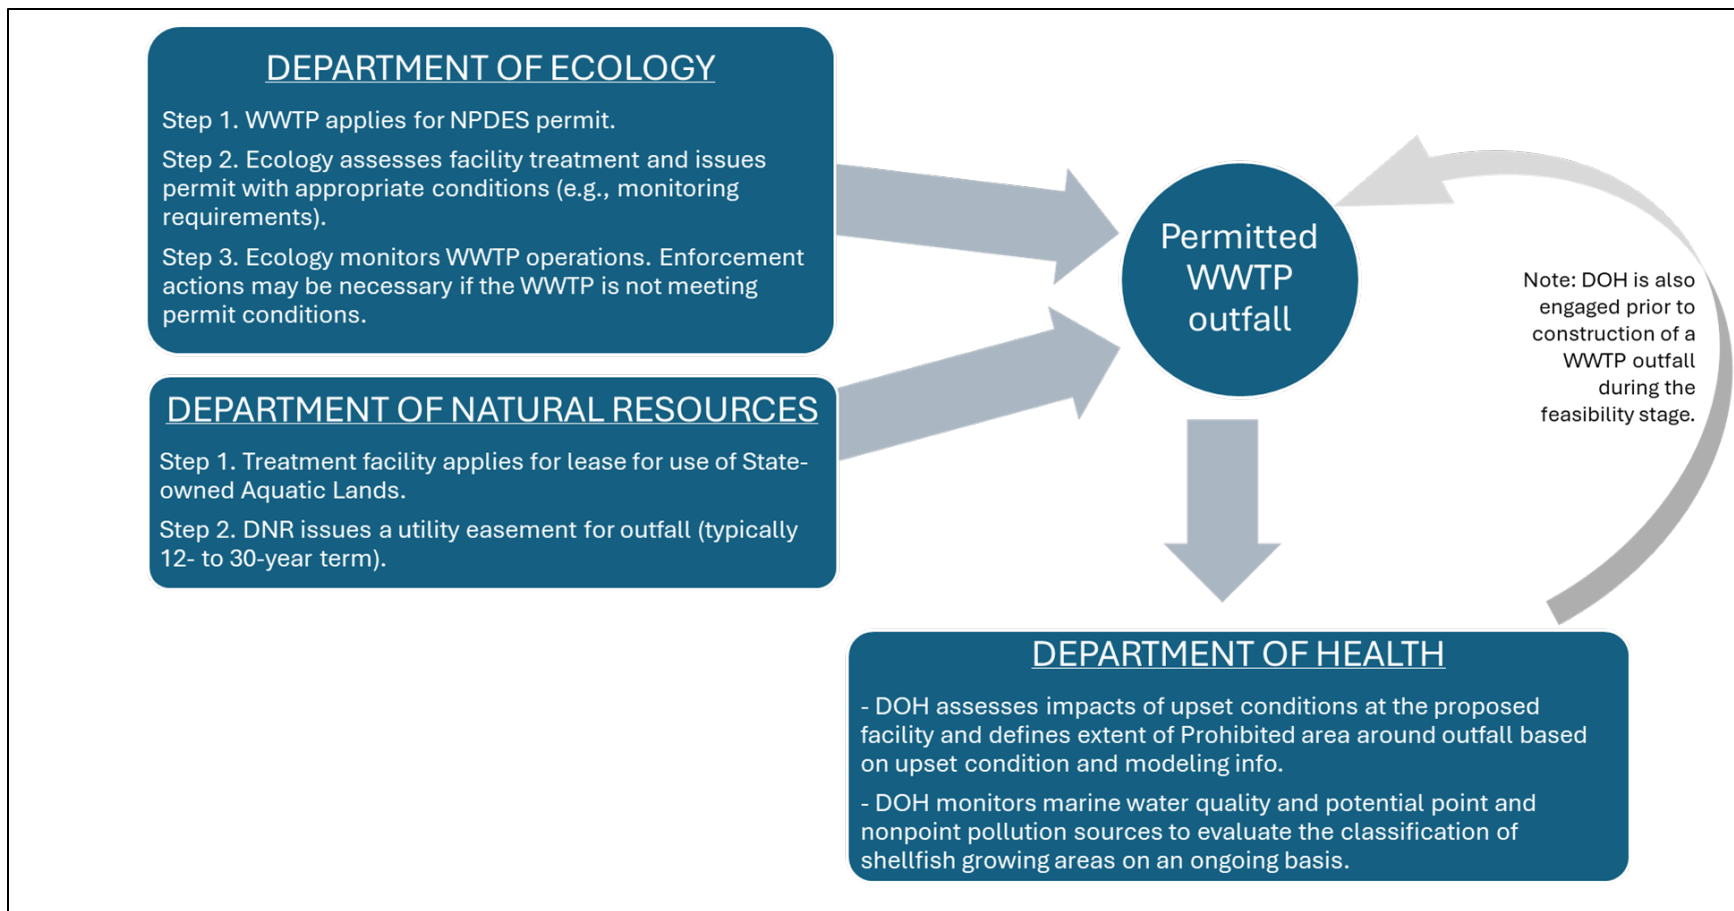 DEPARTMENT OF ECOLOGY
Step 1. WWTP applies for NPDES permit.
Step 2. Ecology assesses facility treatment and issues
permit with appropriate conditions (e.g., monitoring
requirements).
Step 3. Ecology monitors WWTP operations. Enforcement
actions may be necessary if the WWTP is not meeting
permit conditions.
DEPARTMENT OF NATURAL RESOURCES
Step 1. Treatment facility applies for lease for use of State-
owned Aquatic Lands.
Step 2. DNR issues a utility easement for outfall (typically
12- to 30-year term).
Permitted
WWTP
outfall
Note: DOH is also
engaged prior to
construction of a
WWTP outfall
during the
feasibility stage.
DEPARTMENT OF HEALTH
- DOH assesses impacts of upset conditions at the proposed
facility and defines extent of Prohibited area around outfall based
on upset condition and modeling info.
- DOH monitors marine water quality and potential point and
nonpoint pollution sources to evaluate the classification of
shellfish growing areas on an ongoing basis.